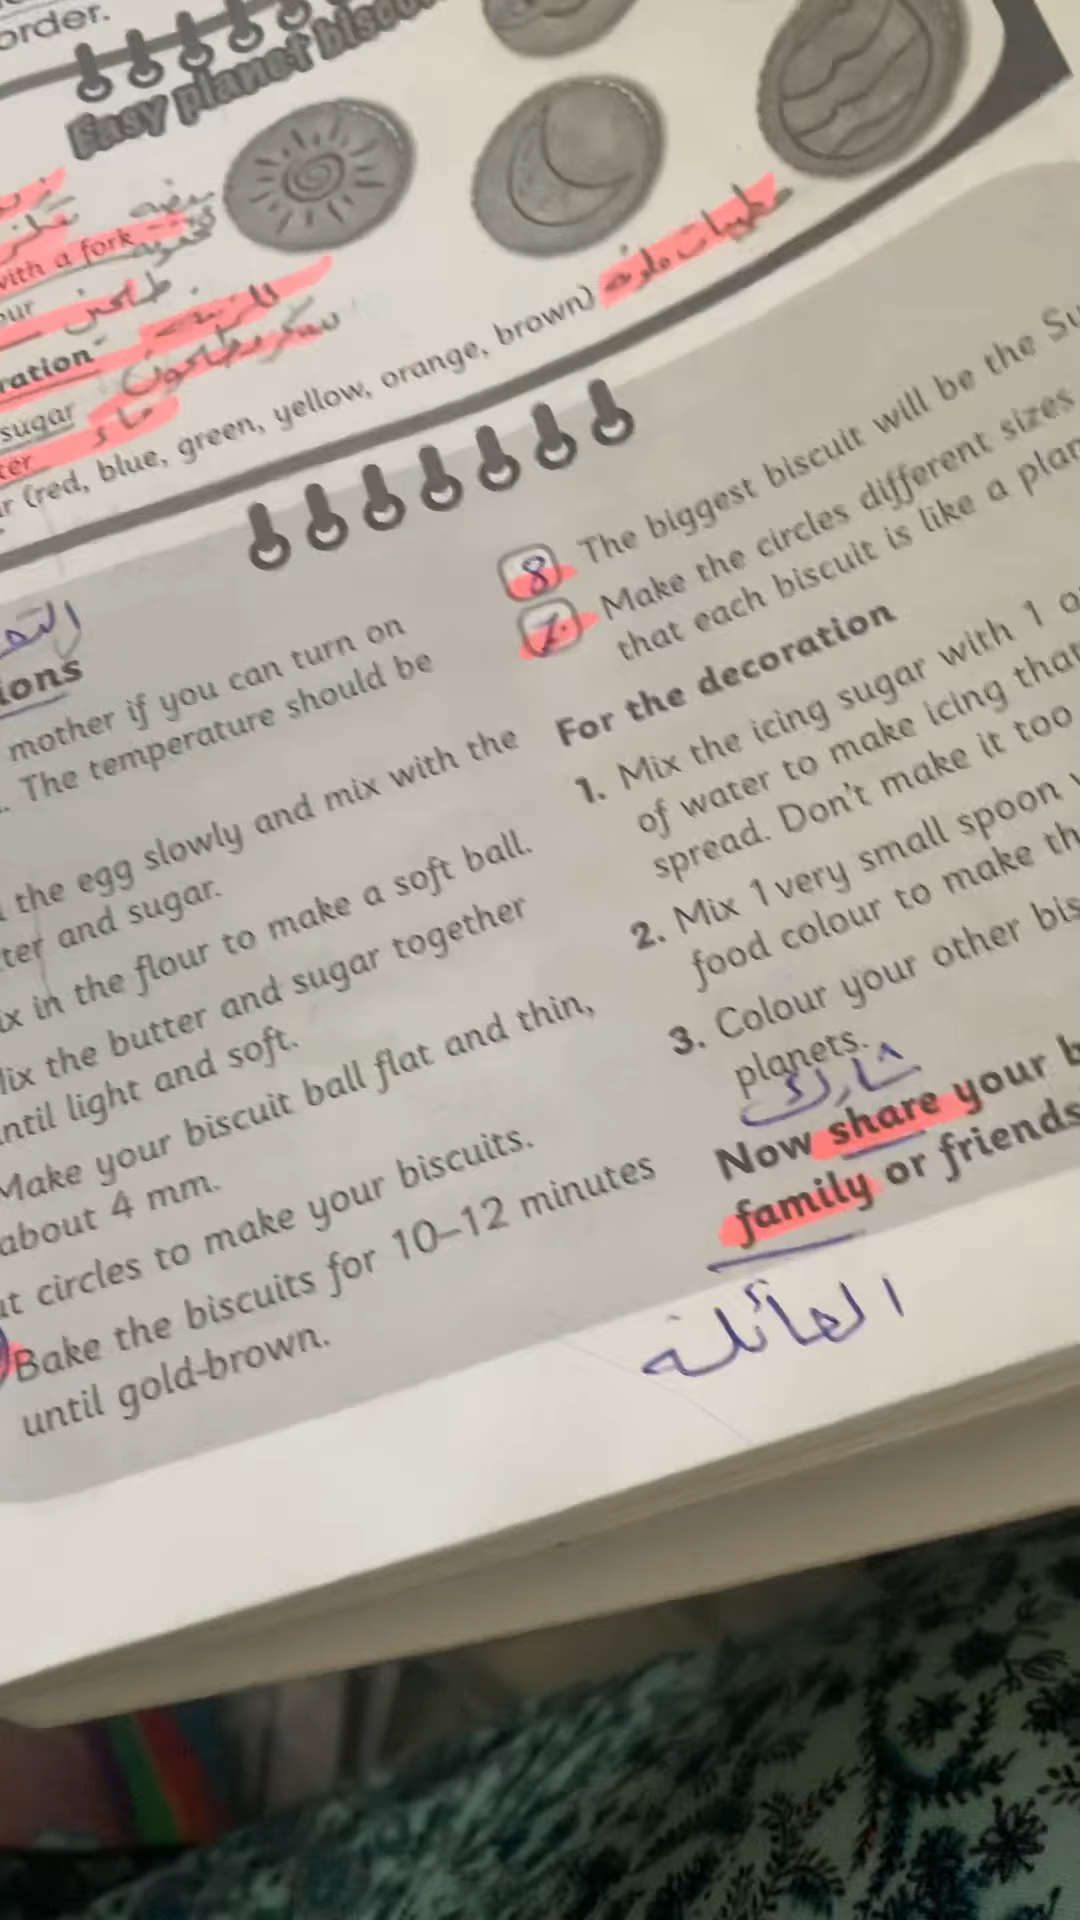 order.
Easy planet biscu
with a fork
طحين
للزينة
ration
سكر مطحون
sugar
ماء
(red, blue, green, yellow, orange, brown)
ions
mother if you can turn on
. The temperature should be
the egg slowly and mix with the
and sugar.
in the flour to make a soft ball.
the butter and sugar together
until light and soft.
Make your biscuit ball flat and thin,
about 4 mm.
circles to make your biscuits.
Bake the biscuits for 10–12 minutes
until gold-brown.
8 The biggest biscuit will be the Su
7 Make the circles different sizes
that each biscuit is like a plan
For the decoration
1. Mix the icing sugar with 1 o
of water to make icing that
spread. Don't make it too
2. Mix 1 very small spoon
food colour to make th
3. Colour your other bis
planets.
شارك
Now share your b
family or friends
العائلة